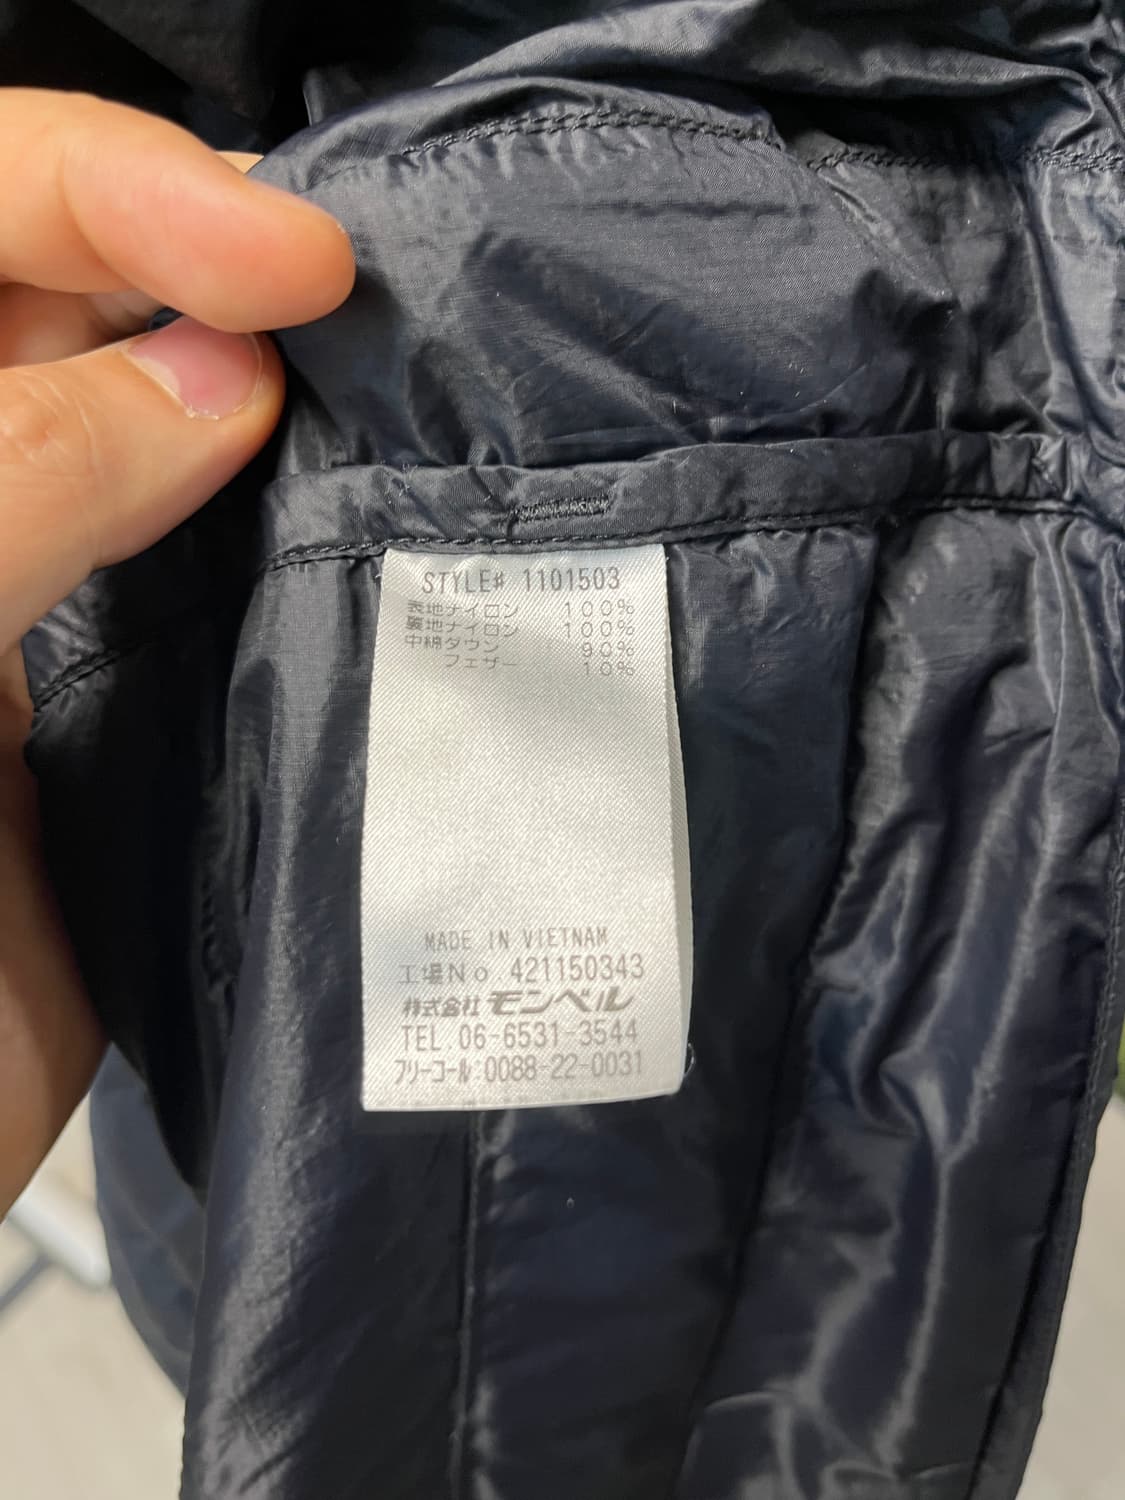 STYLE# 1101503
表地ナイロン 100%
裏地ナイロン 100%
中綿ダウン 90%
フェザー 10%
MADE IN VIETNAM
工場No.421150343
株式会社モンベル
TEL.06-6531-3544
フリーコール:0088-22-0031